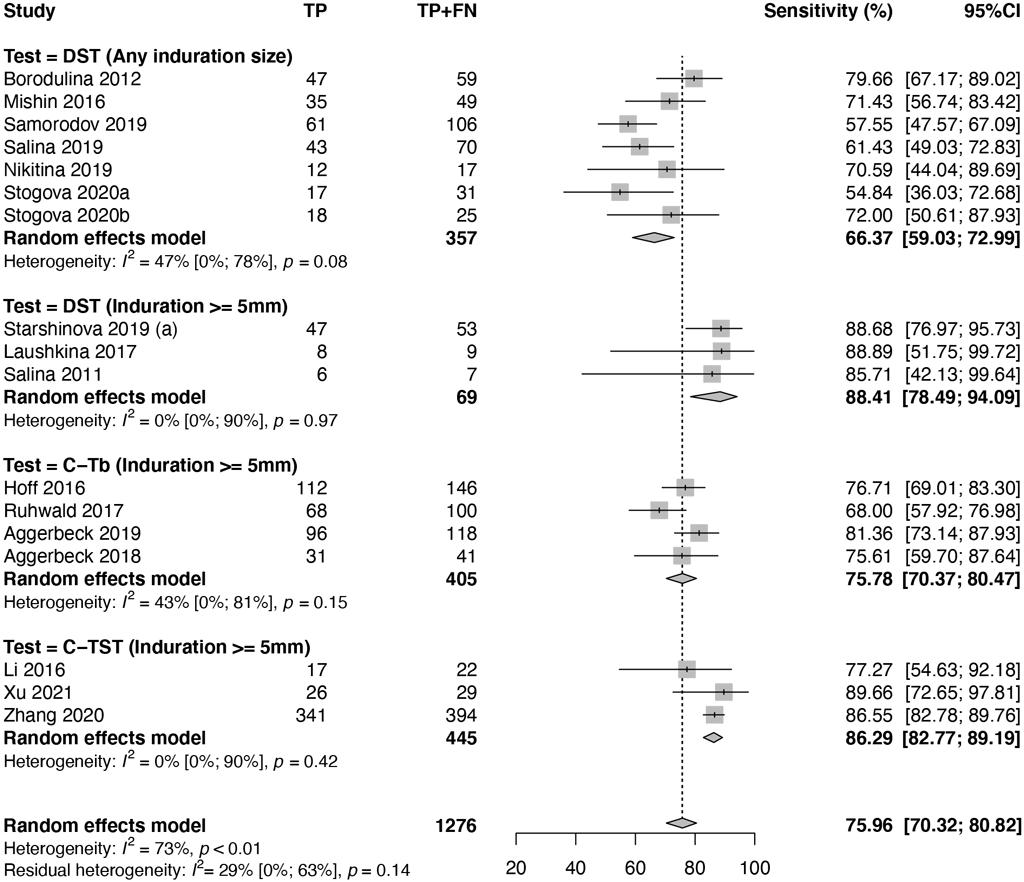 Study TP TP+FN Sensitivity (%) 95%CI
Test = DST (Any induration size)
Borodulina 2012 47 59 79.66 [67.17; 89.02]
Mishin 2016 35 49 71.43 [56.74; 83.42]
Samorodov 2019 61 106 57.55 [47.57; 67.09]
Salina 2019 43 70 61.43 [49.03; 72.83]
Nikitina 2019 12 17 70.59 [44.04; 89.69]
Stogova 2020a 17 31 54.84 [36.03; 72.68]
Stogova 2020b 18 25 72.00 [50.61; 87.93]
Random effects model 357 66.37 [59.03; 72.99]
Heterogeneity: I² = 47% [0%; 78%], p = 0.08
Test = DST (Induration >= 5mm)
Starshinova 2019 (a) 47 53 88.68 [76.97; 95.73]
Laushkina 2017 8 9 88.89 [51.75; 99.72]
Salina 2011 6 7 85.71 [42.13; 99.64]
Random effects model 69 88.41 [78.49; 94.09]
Heterogeneity: I² = 0% [0%; 90%], p = 0.97
Test = C−Tb (Induration >= 5mm)
Hoff 2016 112 146 76.71 [69.01; 83.30]
Ruhwald 2017 68 100 68.00 [57.92; 76.98]
Aggerbeck 2019 96 118 81.36 [73.14; 87.93]
Aggerbeck 2018 31 41 75.61 [59.70; 87.64]
Random effects model 405 75.78 [70.37; 80.47]
Heterogeneity: I² = 43% [0%; 81%], p = 0.15
Test = C−TST (Induration >= 5mm)
Li 2016 17 22 77.27 [54.63; 92.18]
Xu 2021 26 29 89.66 [72.65; 97.81]
Zhang 2020 341 394 86.55 [82.78; 89.76]
Random effects model 445 86.29 [82.77; 89.19]
Heterogeneity: I² = 0% [0%; 90%], p = 0.42
Random effects model 1276 75.96 [70.32; 80.82]
Heterogeneity: I² = 73%, p < 0.01
Residual heterogeneity: I²= 29% [0%; 63%], p = 0.14
20 40 60 80 100